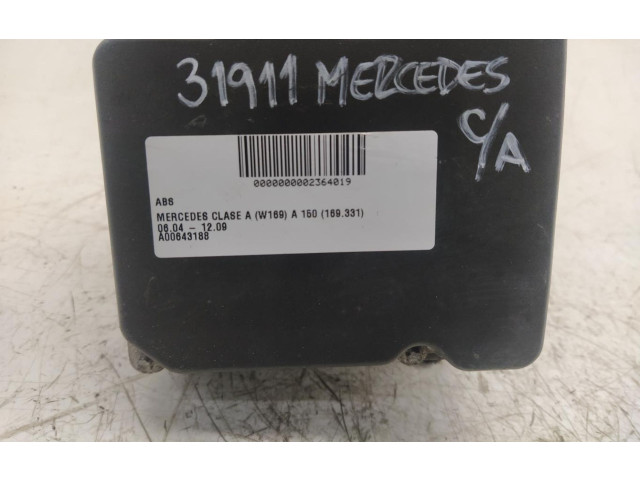 31911 MERCEDES
C/A
0000000002364019
ABS
MERCEDES CLASE A (W169) A 150 (169.331)
06.04 - 12.09
A00643188